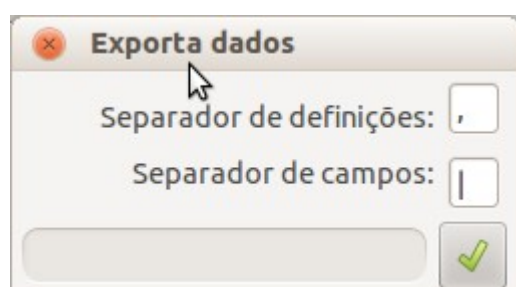 Exporta dados
Separador de definições: ,
Separador de campos: |